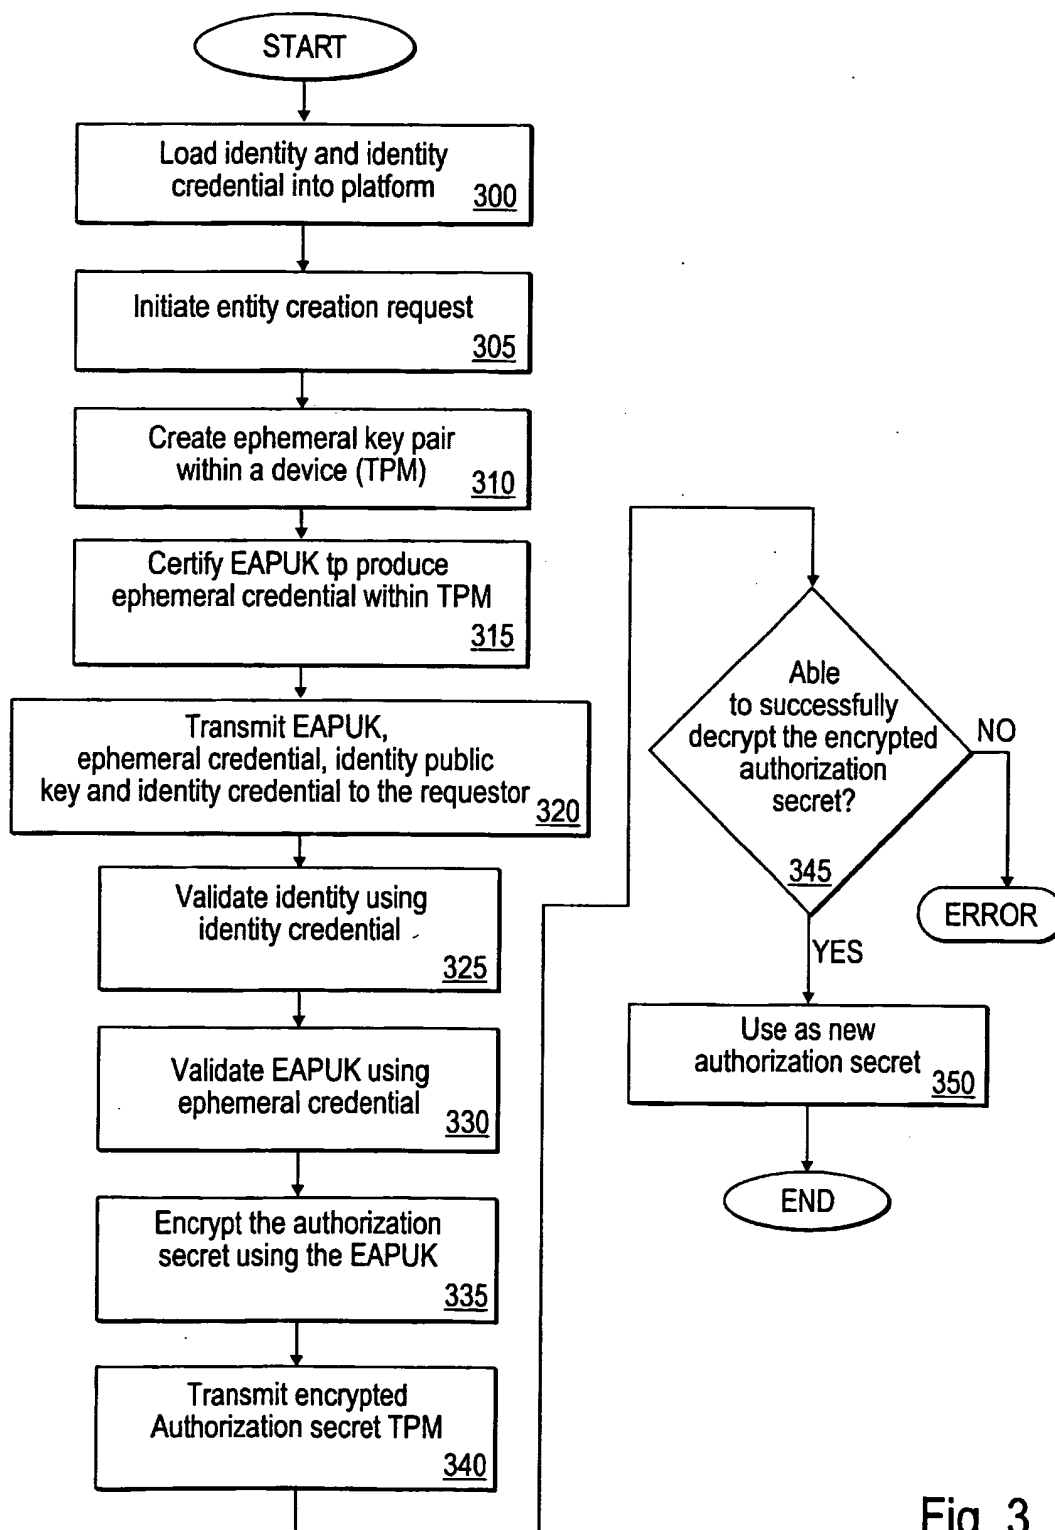 START
Load identity and identity
credential into platform
300
Initiate entity creation request
305
Create ephemeral key pair
within a device (TPM)
310
Certify EAPUK tp produce
ephemeral credential within TPM
315
Transmit EAPUK,
ephemeral credential, identity public
key and identity credential to the requestor
320
Validate identity using
identity credential
325
Validate EAPUK using
ephemeral credential
330
Encrypt the authorization
secret using the EAPUK
335
Transmit encrypted
Authorization secret TPM
340
Able
to successfully
decrypt the encrypted
authorization
secret?
345
NO
ERROR
YES
Use as new
authorization secret
350
END
Fig. 3